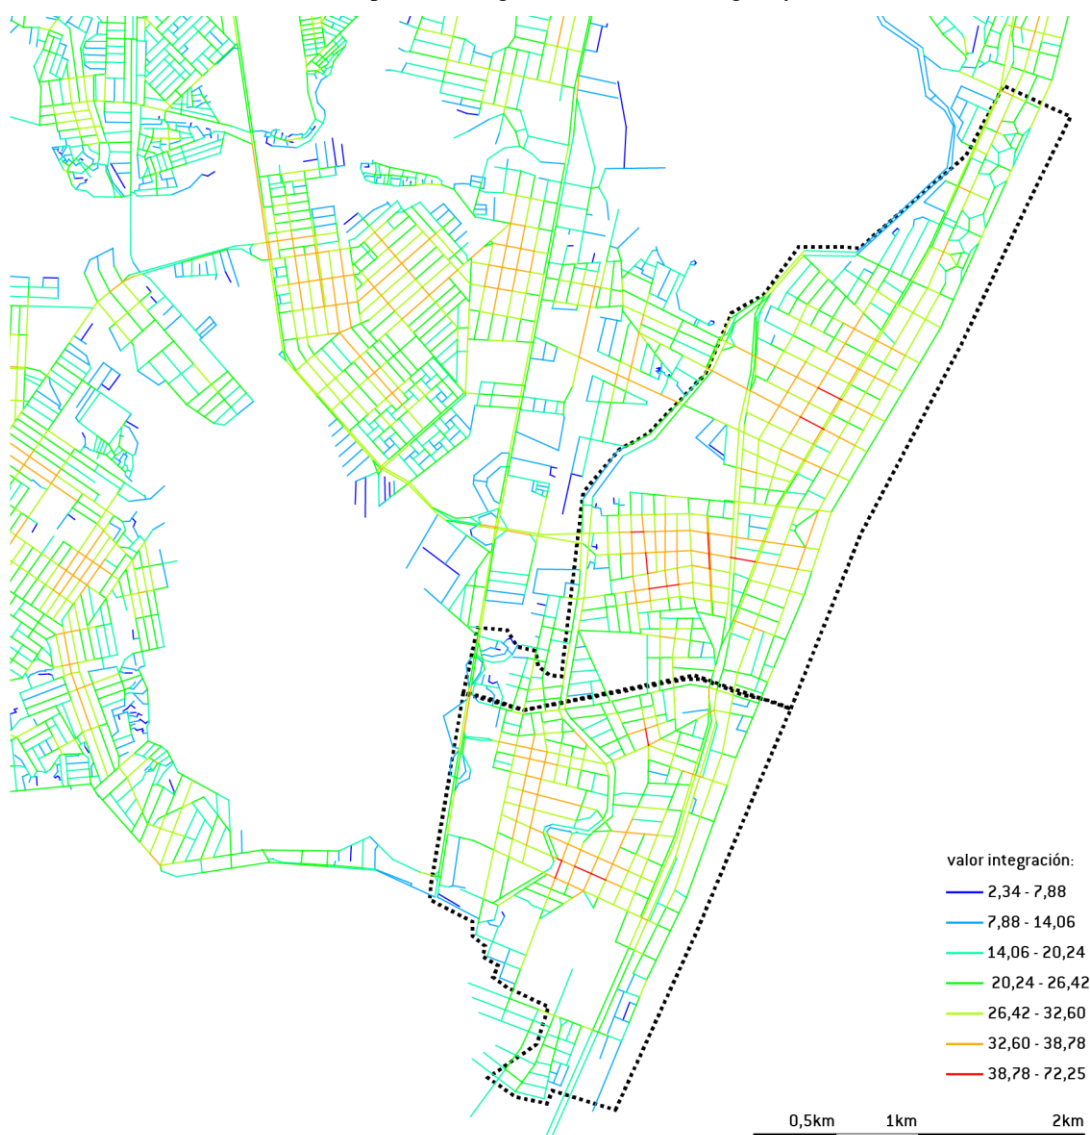 valor integración:
2,34 - 7,88
7,88 - 14,06
14,06 - 20,24
20,24 - 26,42
26,42 - 32,60
32,60 - 38,78
38,78 - 72,25
0,5km 1km 2km